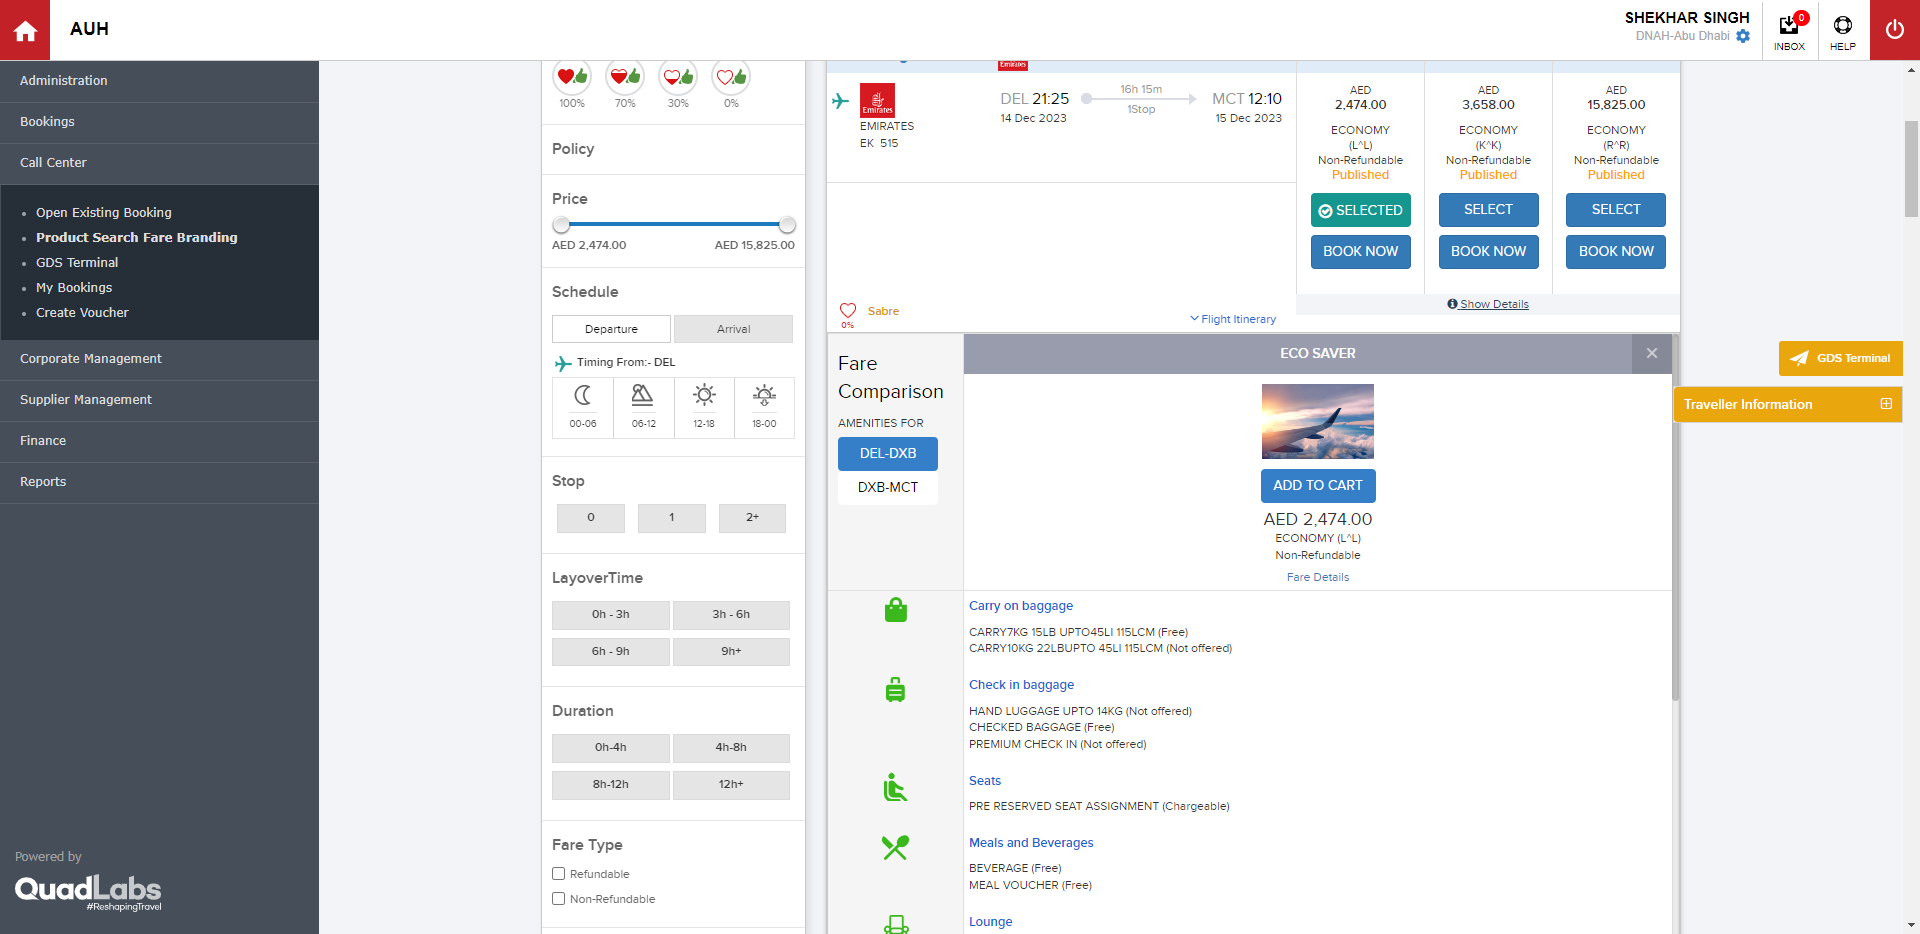 AUH
SHEKHAR SINGH
DNAH-Abu Dhabi
0
INBOX
HELP
Administration
Bookings
Call Center
Open Existing Booking
Product Search Fare Branding
GDS Terminal
My Bookings
Create Voucher
Corporate Management
Supplier Management
Finance
Reports
Powered by
QuadLabs
#ReshapingTravel
100% 70% 30% 0%
Policy
Price
AED 2,474.00 AED 15,825.00
Schedule
Departure Arrival
Timing From:- DEL
00-06 06-12 12-18 18-00
Stop
0 1 2+
LayoverTime
0h - 3h 3h - 6h
6h - 9h 9h+
Duration
0h-4h 4h-8h
8h-12h 12h+
Fare Type
Refundable
Non-Refundable
Emirates
Emirates
EMIRATES
EK 515
DEL 21:25
14 Dec 2023
16h 15m
1Stop
MCT 12:10
15 Dec 2023
AED
2,474.00
ECONOMY
(L^L)
Non-Refundable
Published
SELECTED
BOOK NOW
AED
3,658.00
ECONOMY
(K^K)
Non-Refundable
Published
SELECT
BOOK NOW
AED
15,825.00
ECONOMY
(R^R)
Non-Refundable
Published
SELECT
BOOK NOW
Show Details
0%
Sabre
Flight Itinerary
Fare
Comparison
AMENITIES FOR
DEL-DXB
DXB-MCT
ECO SAVER
ADD TO CART
AED 2,474.00
ECONOMY (L^L)
Non-Refundable
Fare Details
Carry on baggage
CARRY7KG 15LB UPTO45LI 115LCM (Free)
CARRY10KG 22LBUPTO 45LI 115LCM (Not offered)
Check in baggage
HAND LUGGAGE UPTO 14KG (Not offered)
CHECKED BAGGAGE (Free)
PREMIUM CHECK IN (Not offered)
Seats
PRE RESERVED SEAT ASSIGNMENT (Chargeable)
Meals and Beverages
BEVERAGE (Free)
MEAL VOUCHER (Free)
Lounge
GDS Terminal
Traveller Information